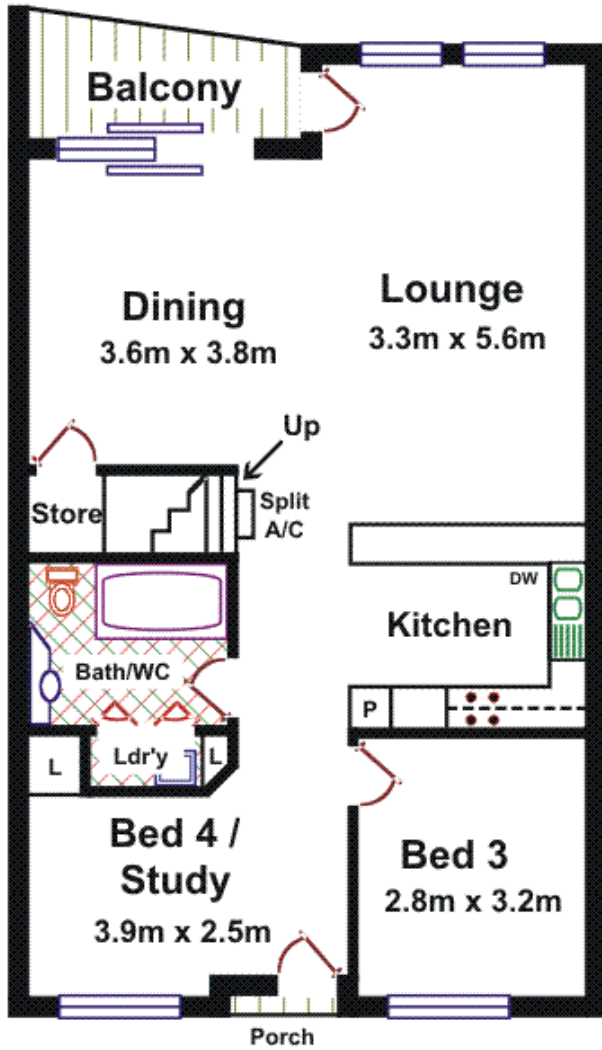 Balcony
Dining
3.6m x 3.8m
Lounge
3.3m x 5.6m
Up
Store
Split
A/C
DW
Kitchen
Bath/WC
P
L
Ldr'y
L
Bed 4 /
Study
3.9m x 2.5m
Bed 3
2.8m x 3.2m
Porch